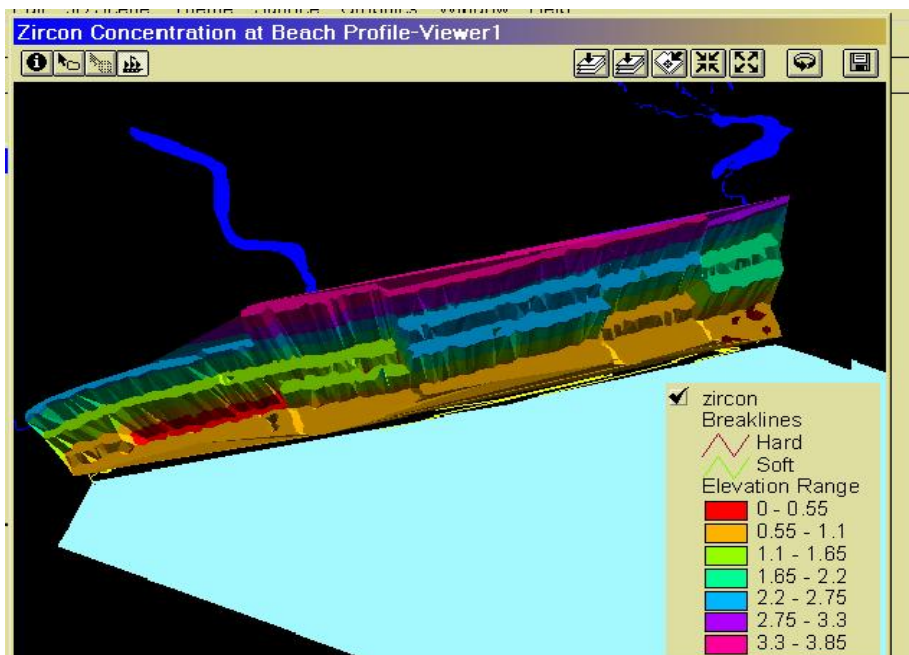 Zircon Concentration at Beach Profile-Viewer1
zircon
Breaklines
Hard
Soft
Elevation Range
0 - 0.55
0.55 - 1.1
1.1 - 1.65
1.65 - 2.2
2.2 - 2.75
2.75 - 3.3
3.3 - 3.85